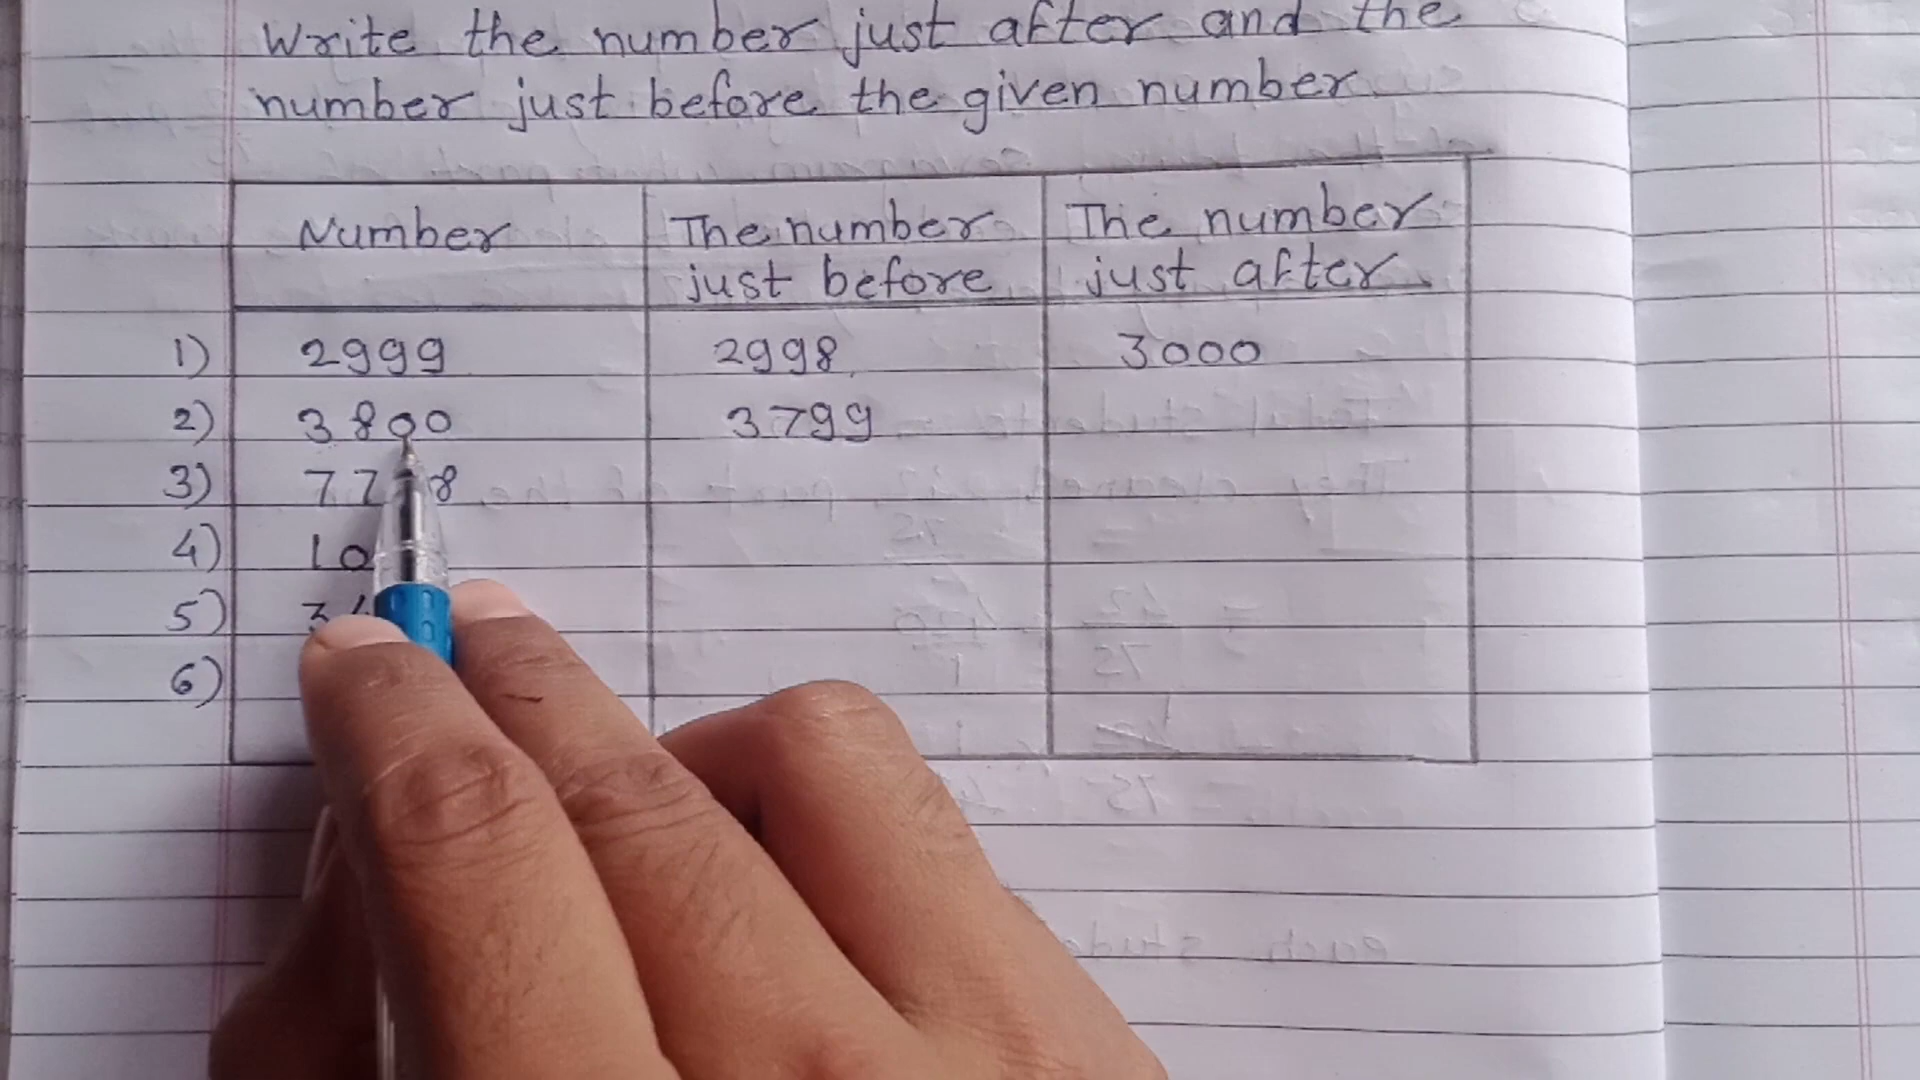 Write the number just after and the
number just before the given number
Number The number just before The number just after
1) 2999 2998 3000
2) 3800 3799
3)
4)
5)
6)